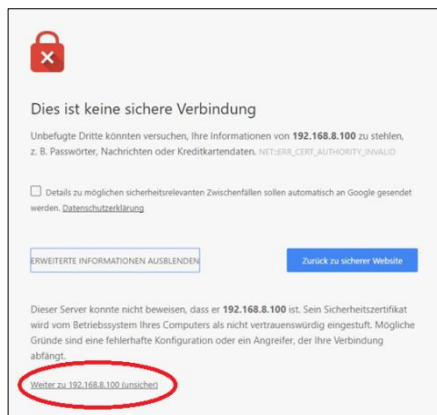 Dies ist keine sichere Verbindung
Unbefugte Dritte könnten versuchen, Ihre Informationen von 192.168.8.100 zu stehlen,
z. B. Passwörter, Nachrichten oder Kreditkartendaten. NET::ERR_CERT_AUTHORITY_INVALID
Details zu möglichen sicherheitsrelevanten Zwischenfällen sollen automatisch an Google gesendet
werden. Datenschutzerklärung
ERWEITERTE INFORMATIONEN AUSBLENDEN
Zurück zu sicherer Website
Dieser Server konnte nicht beweisen, dass er 192.168.8.100 ist. Sein Sicherheitszertifikat
wird vom Betriebssystem Ihres Computers als nicht vertrauenswürdig eingestuft. Mögliche
Gründe sind eine fehlerhafte Konfiguration oder ein Angreifer, der Ihre Verbindung
abfängt.
Weiter zu 192.168.8.100 (unsicher)